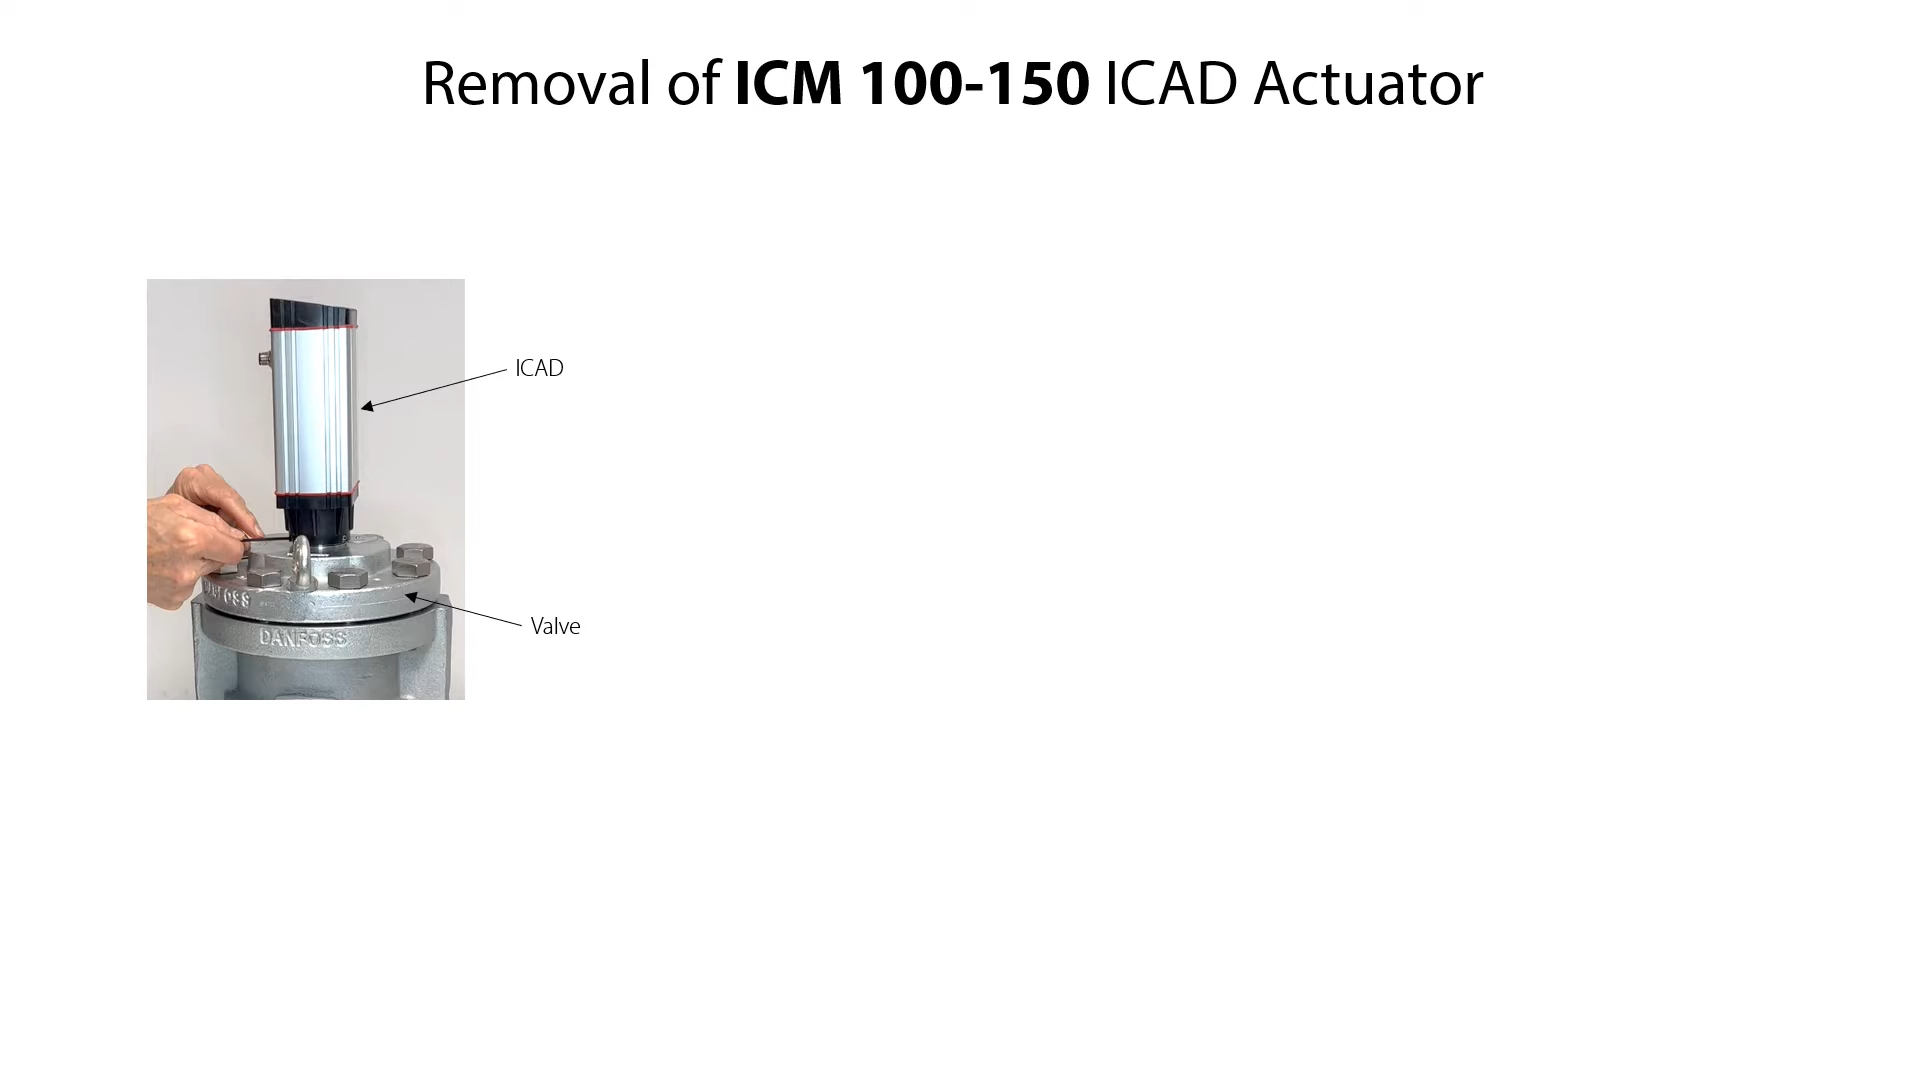 Removal of ICM 100-150 ICAD Actuator
ICAD
Valve
DANFOSS